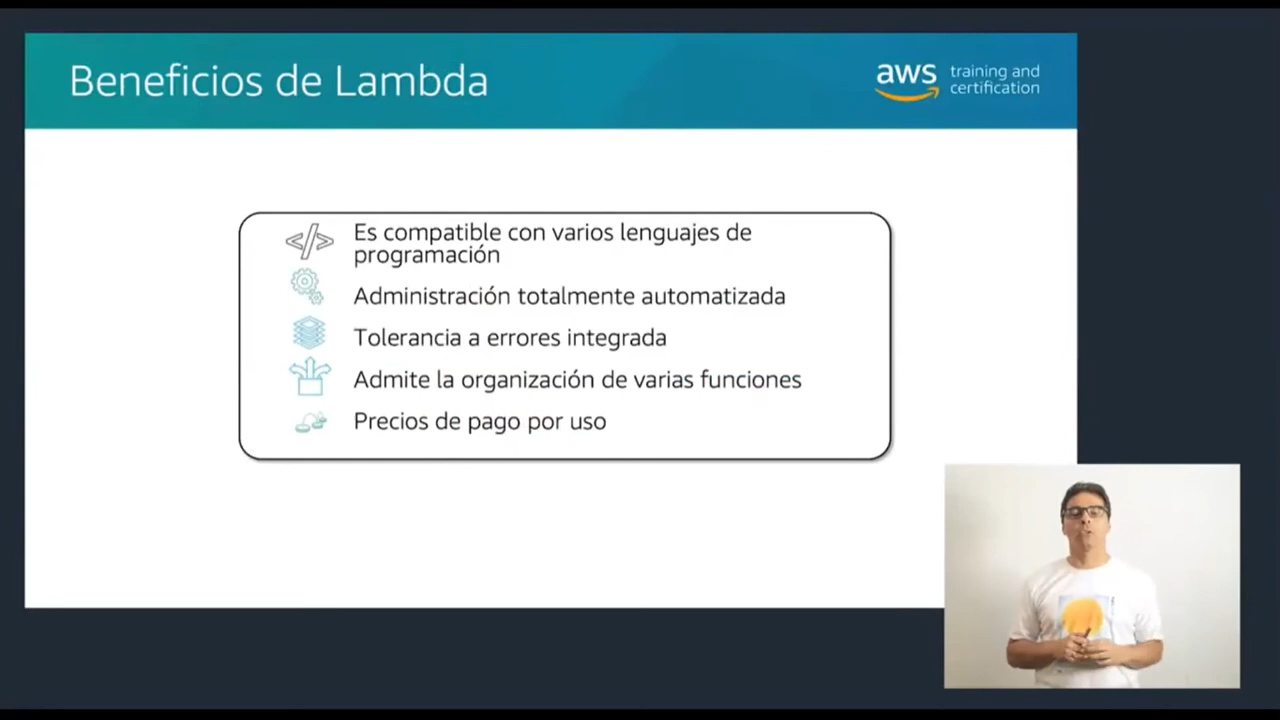 Beneficios de Lambda
aws
training and
certification
Es compatible con varios lenguajes de
programación
Administración totalmente automatizada
Tolerancia a errores integrada
Admite la organización de varias funciones
Precios de pago por uso